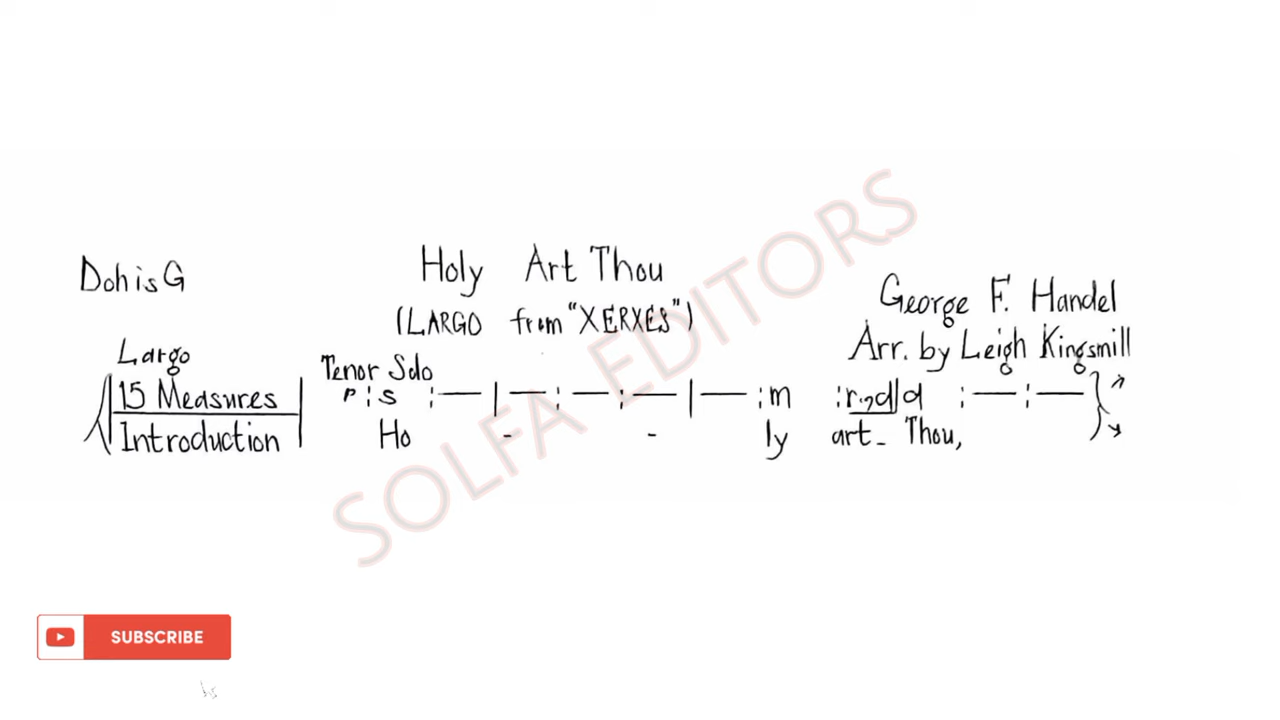 Holy Art Thou
Doh is G
(LARGO from "XERXES")
George F. Handel
Arr. by Leigh Kingsmill
Largo
Tenor Solo
15 Measures
Introduction
p | s : — | — : — : — | — : m : r.,d | d : — : —
Ho - - ly art - Thou,
SOLFA EDITORS
SUBSCRIBE